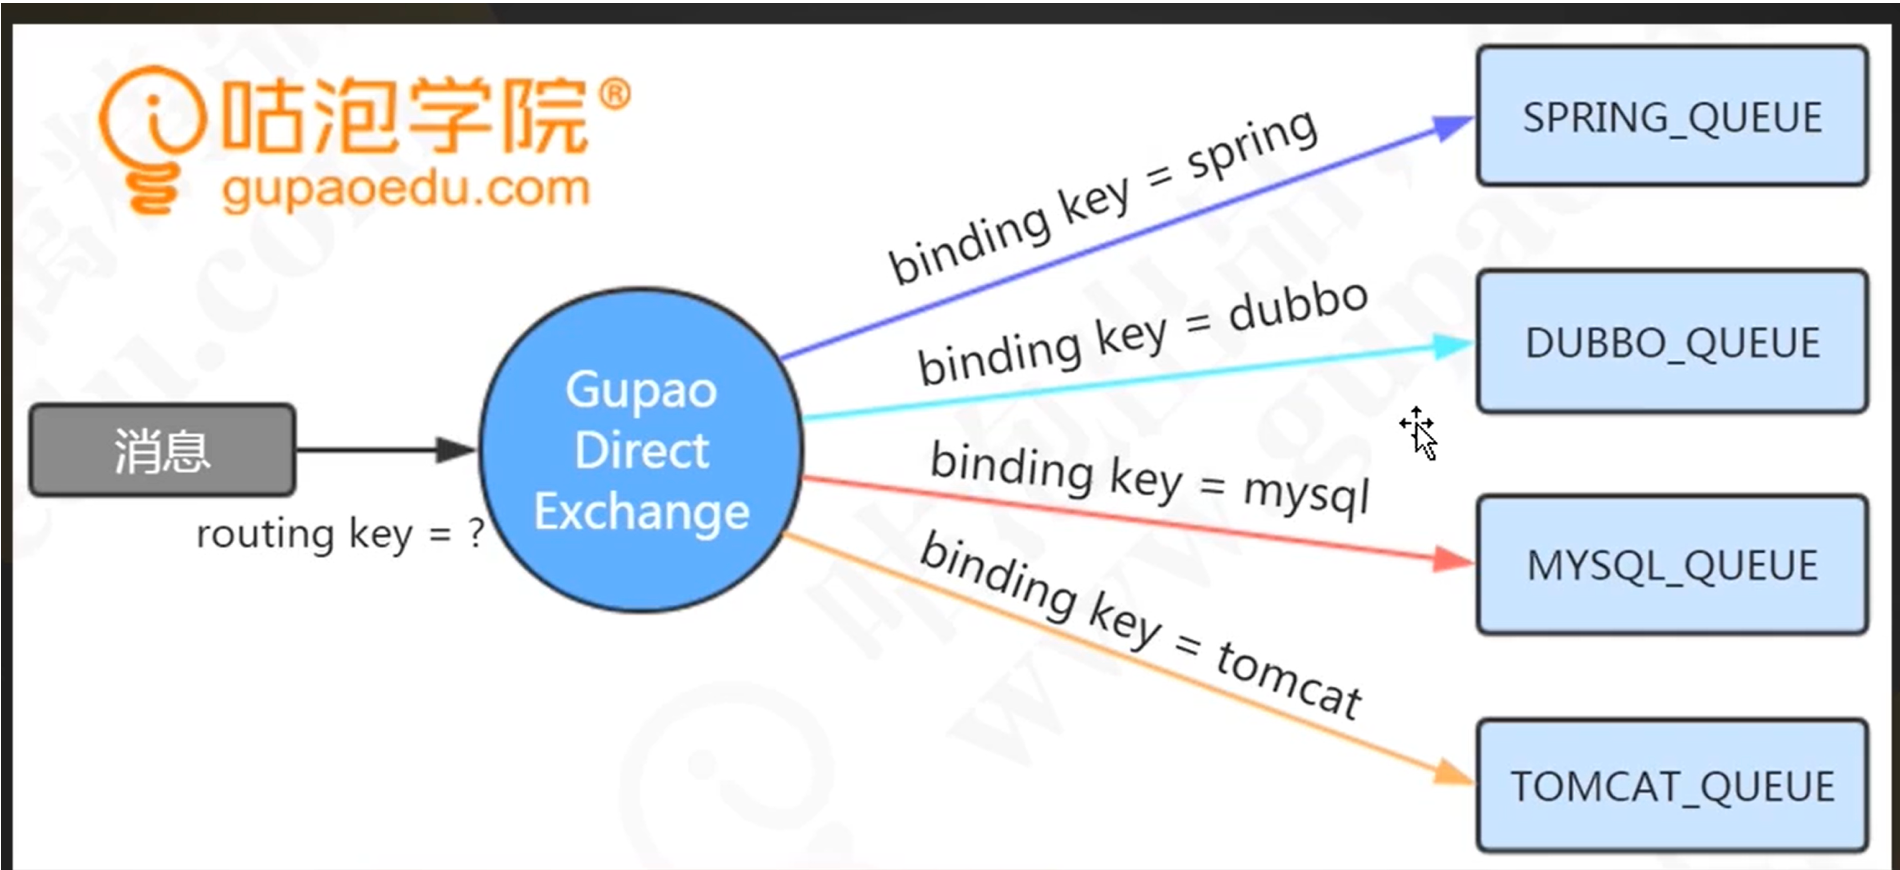 咕泡学院®
gupaoedu.com
binding key = spring
SPRING_QUEUE
binding key = dubbo
DUBBO_QUEUE
消息
routing key = ?
Gupao
Direct
Exchange
binding key = mysql
MYSQL_QUEUE
binding key = tomcat
TOMCAT_QUEUE